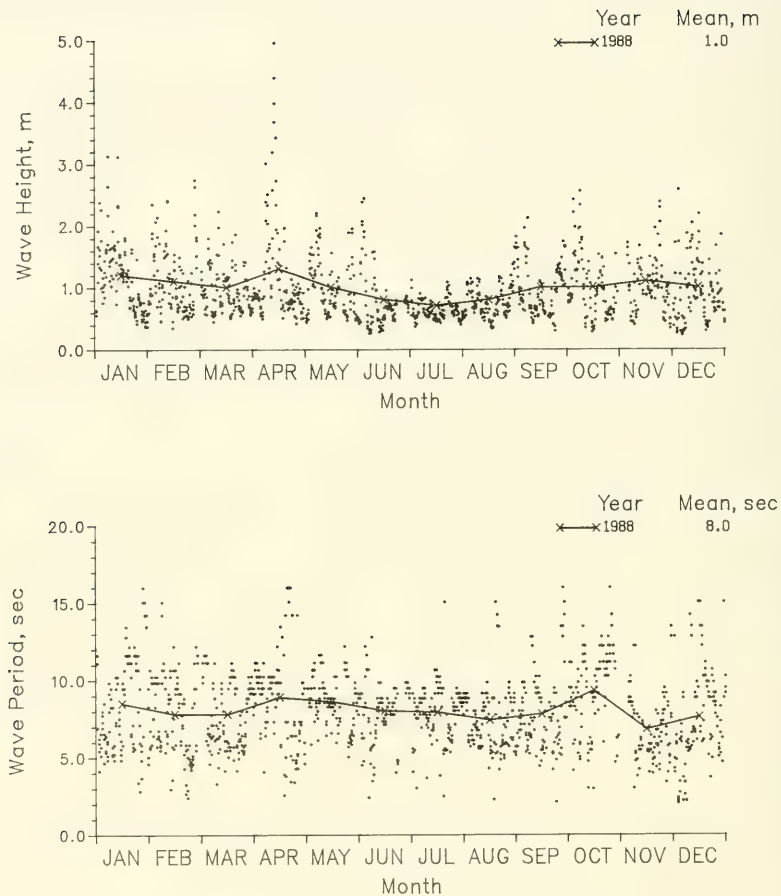 Year Mean, m
1988 1.0
5.0
4.0
3.0
2.0
1.0
0.0
Wave Height, m
JAN FEB MAR APR MAY JUN JUL AUG SEP OCT NOV DEC
Month
Year Mean, sec
1988 8.0
20.0
15.0
10.0
5.0
0.0
Wave Period, sec
JAN FEB MAR APR MAY JUN JUL AUG SEP OCT NOV DEC
Month